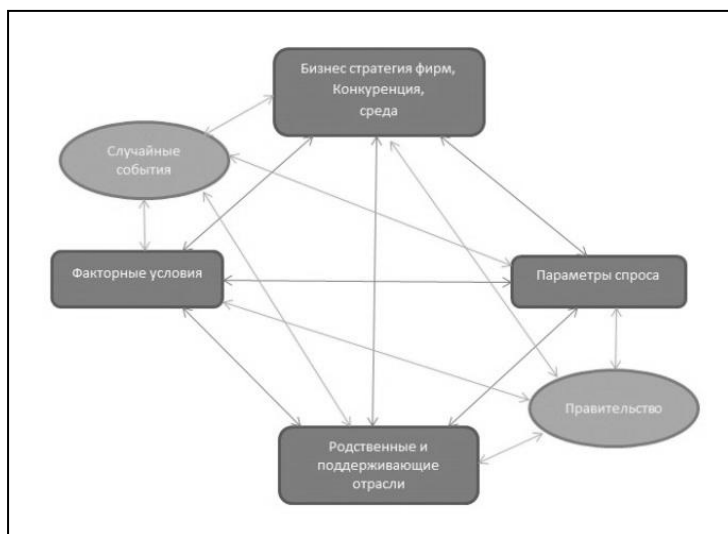 Бизнес стратегия фирм,
Конкуренция,
среда
Случайные
события
Факторные условия
Параметры спроса
Правительство
Родственные и
поддерживающие
отрасли